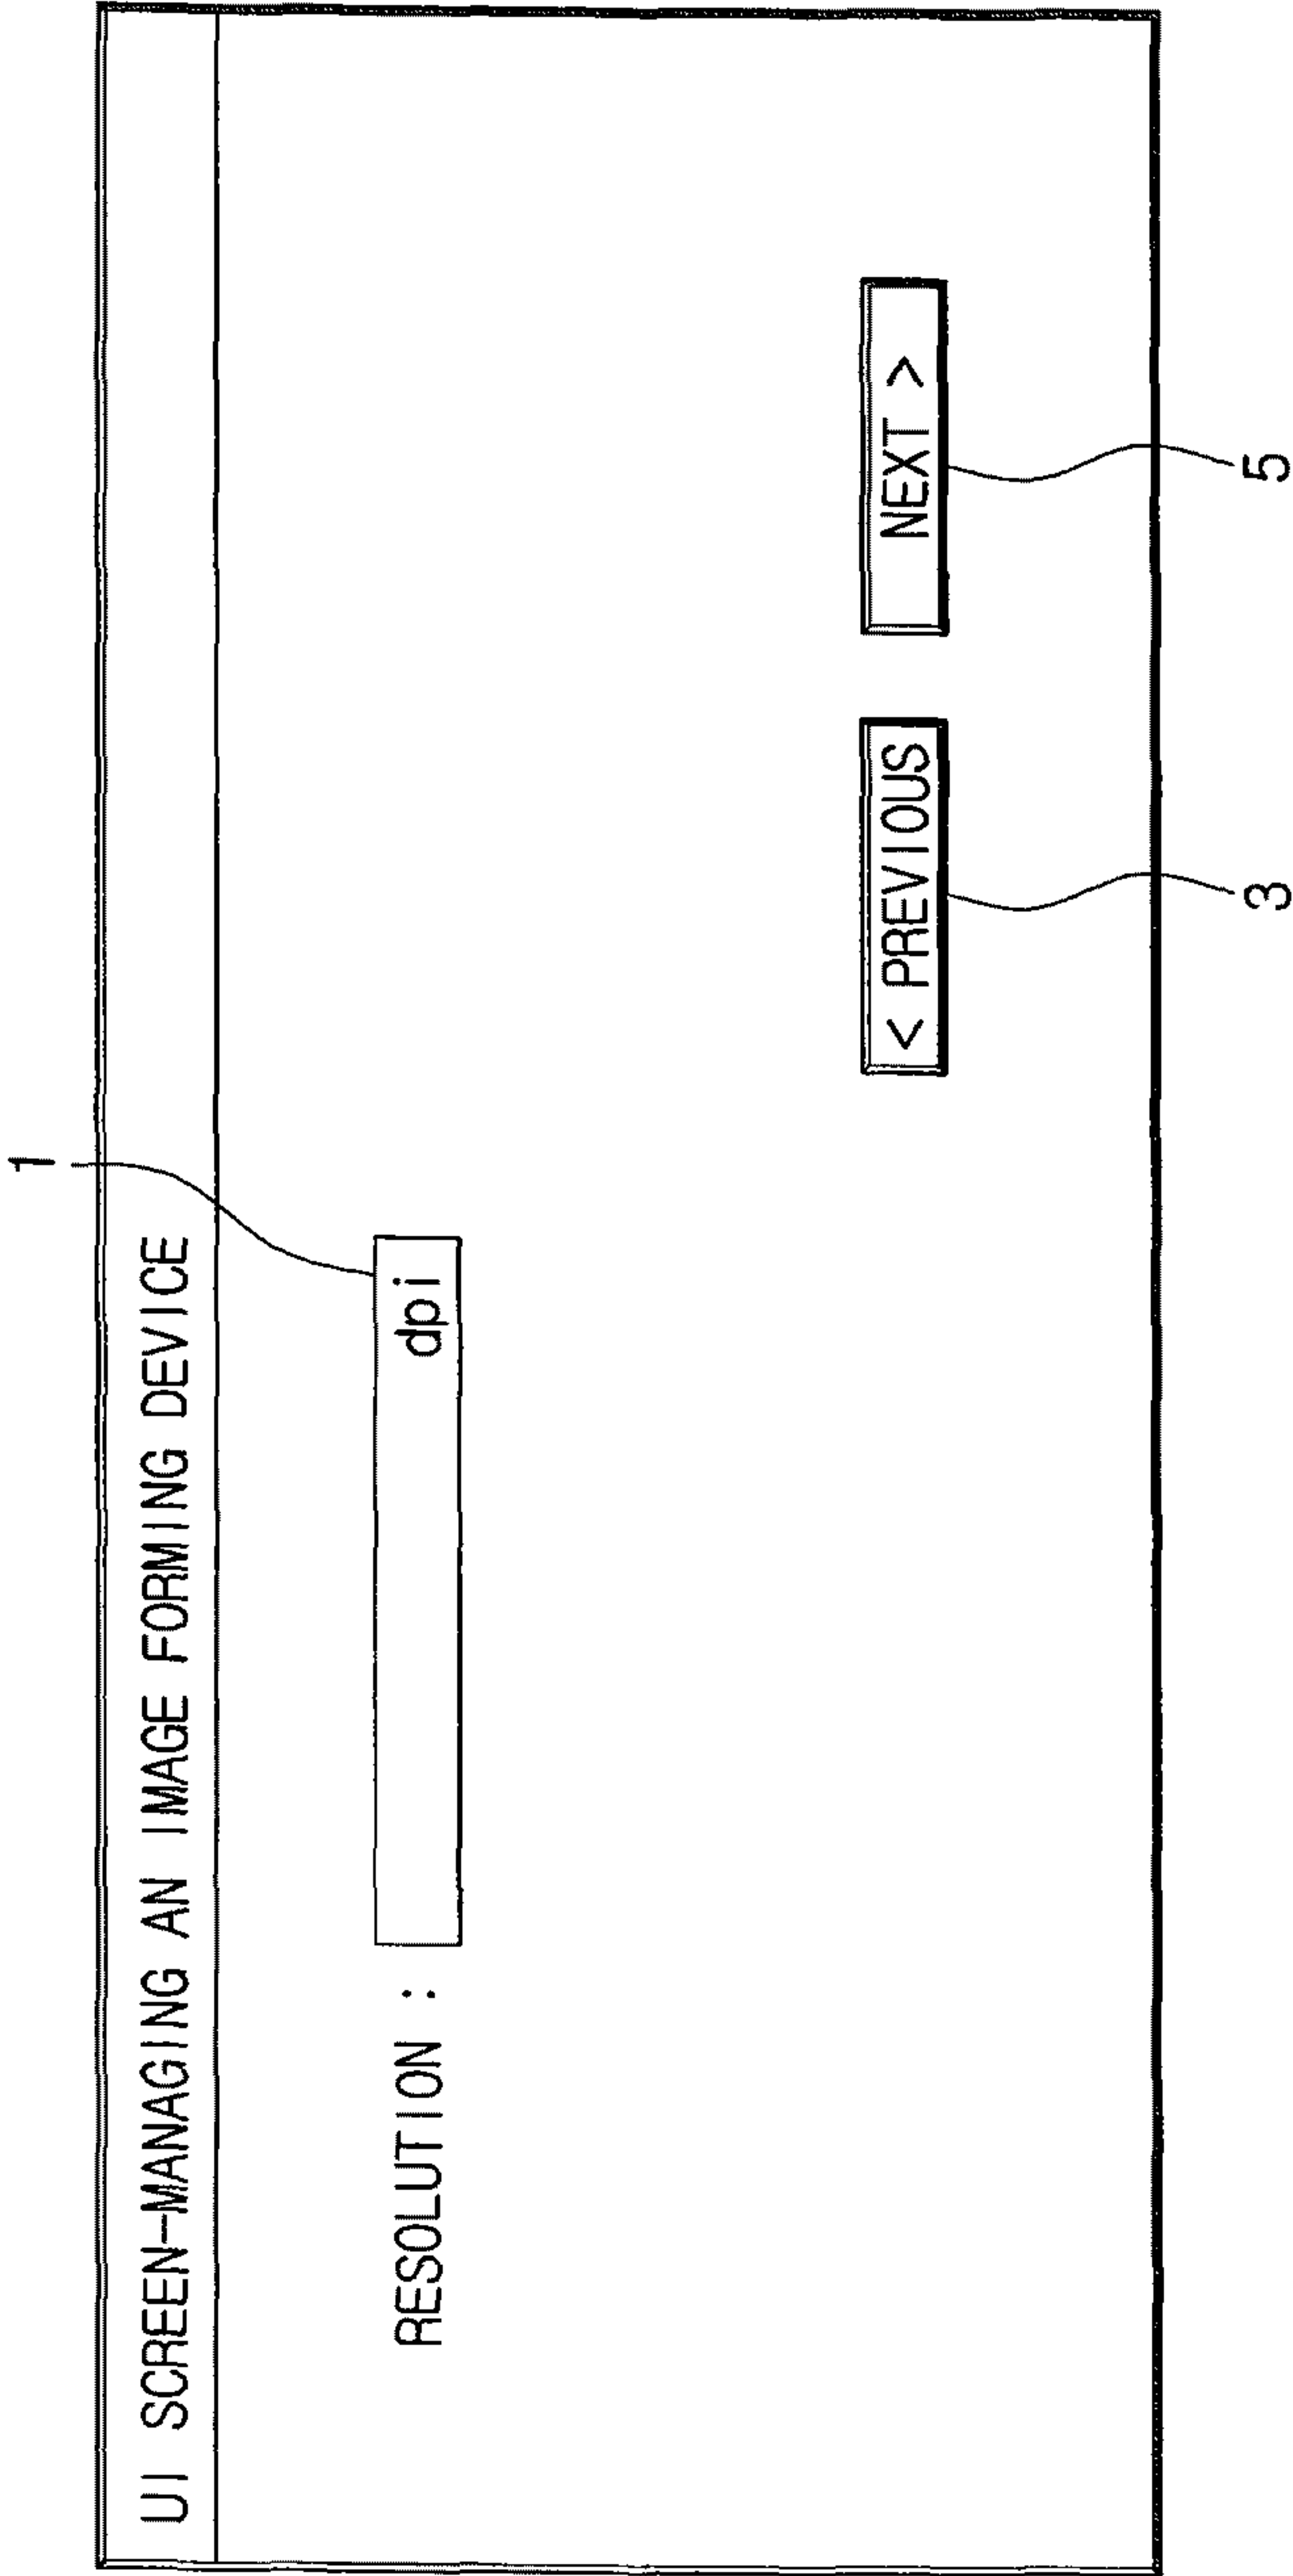 1
UI SCREEN-MANAGING AN IMAGE FORMING DEVICE
RESOLUTION : dpi
< PREVIOUS NEXT >
3 5